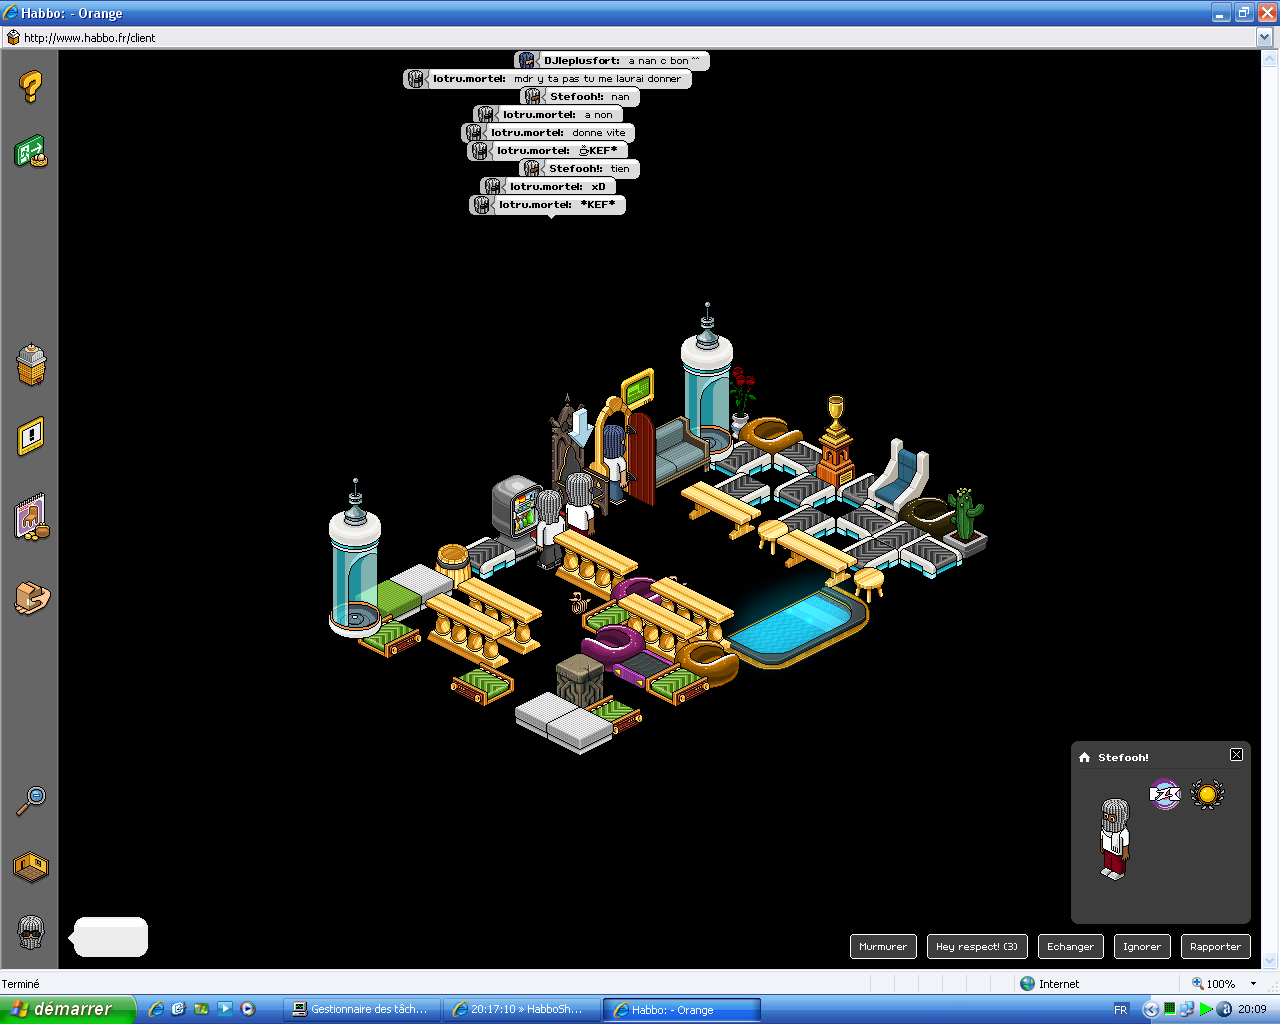 Habbo: - Orange
http://www.habbo.fr/client
DJleplusfort: a nan c bon ^^
lotru.mortel: mdr y ta pas tu me laurai donner
Stefooh!: nan
lotru.mortel: a non
lotru.mortel: donne vite
lotru.mortel: KEF*
Stefooh!: tien
lotru.mortel: xD
lotru.mortel: *KEF*
Stefooh!
74
Murmurer
Hey respect! (3)
Echanger
Ignorer
Rapporter
Terminé
Internet
100%
démarrer
Gestionnaire des tâch...
20:17:10 » HabboSh...
Habbo: - Orange
FR
20:09